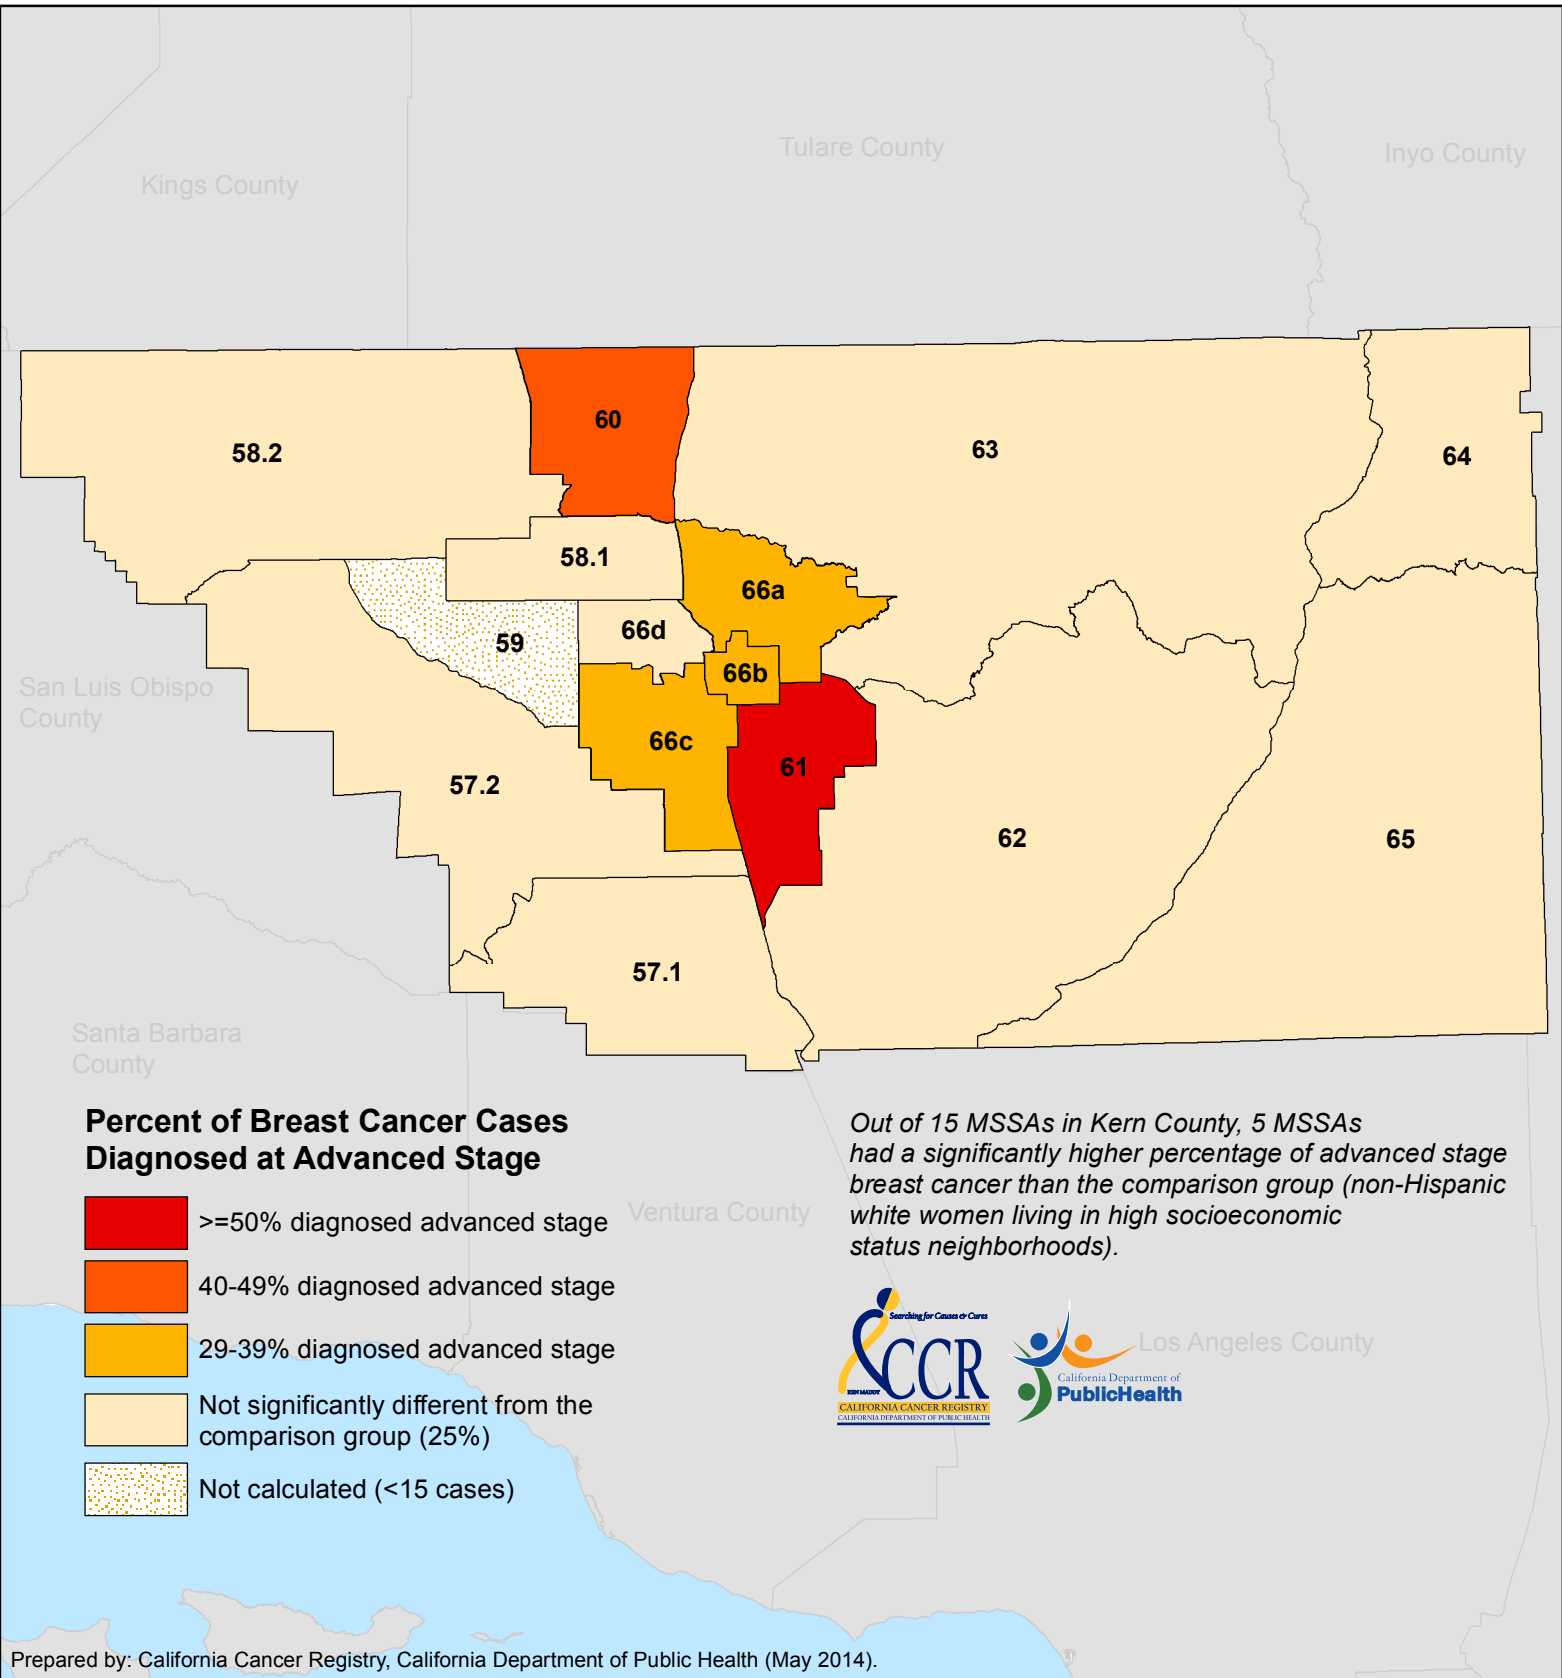 Tulare County
Inyo County
Kings County
60
58.2
63
64
58.1
66a
66d
59
66b
San Luis Obispo
County
66c
61
57.2
62
65
57.1
Santa Barbara
County
Percent of Breast Cancer Cases
Diagnosed at Advanced Stage
>=50% diagnosed advanced stage
40-49% diagnosed advanced stage
29-39% diagnosed advanced stage
Not significantly different from the
comparison group (25%)
Not calculated (<15 cases)
Ventura County
Out of 15 MSSAs in Kern County, 5 MSSAs
had a significantly higher percentage of advanced stage
breast cancer than the comparison group (non-Hispanic
white women living in high socioeconomic
status neighborhoods).
Searching for Causes & Cures
KEN MADDY
CCR
CALIFORNIA CANCER REGISTRY
CALIFORNIA DEPARTMENT OF PUBLIC HEALTH
California Department of
PublicHealth
Los Angeles County
Prepared by: California Cancer Registry, California Department of Public Health (May 2014).